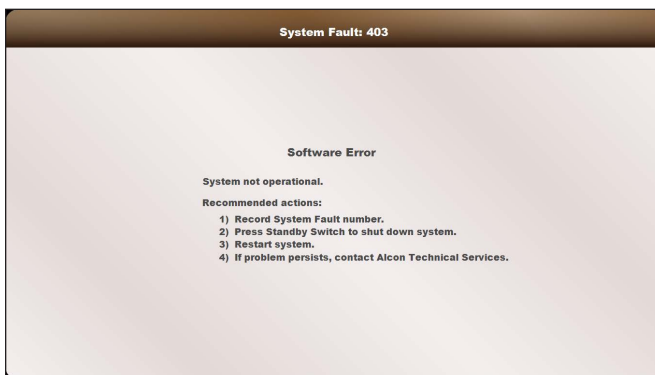 System Fault: 403
Software Error
System not operational.
Recommended actions:
1) Record System Fault number.
2) Press Standby Switch to shut down system.
3) Restart system.
4) If problem persists, contact Alcon Technical Services.